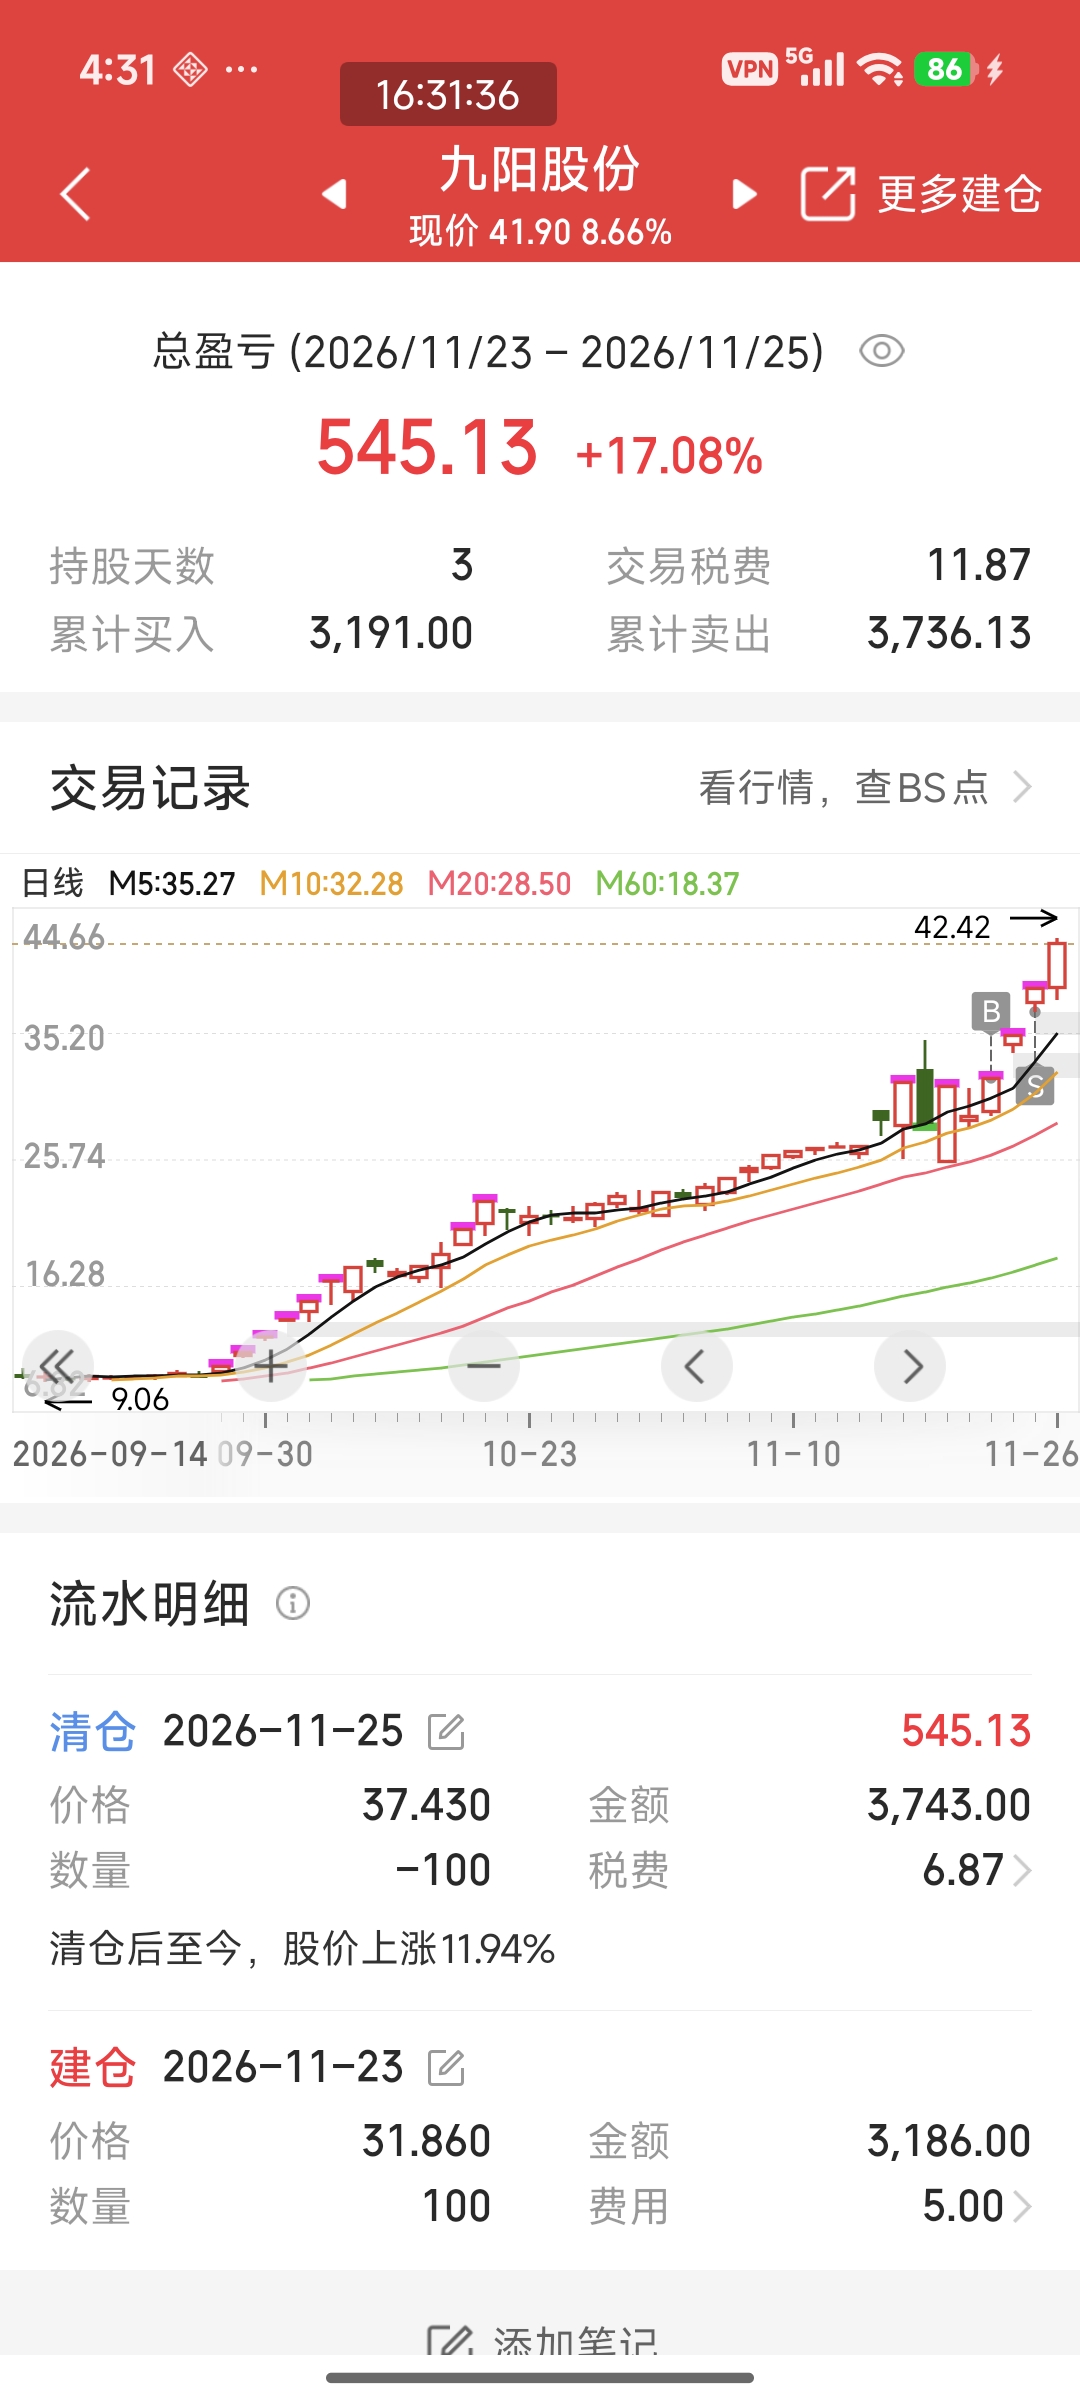 4:31 ... VPN 5G 86
16:31:36
九阳股份
现价 41.90 8.66%
更多建仓
总盈亏 (2026/11/23 – 2026/11/25)
545.13 +17.08%
持股天数 3 交易税费 11.87
累计买入 3,191.00 累计卖出 3,736.13
交易记录 看行情，查BS点
日线 M5:35.27 M10:32.28 M20:28.50 M60:18.37
44.66
42.42
35.20
B
S
25.74
16.28
6.82
9.06
2026-09-14 09-30 10-23 11-10 11-26
流水明细
清仓 2026-11-25 545.13
价格 37.430 金额 3,743.00
数量 -100 税费 6.87
清仓后至今，股价上涨11.94%
建仓 2026-11-23
价格 31.860 金额 3,186.00
数量 100 费用 5.00
添加笔记